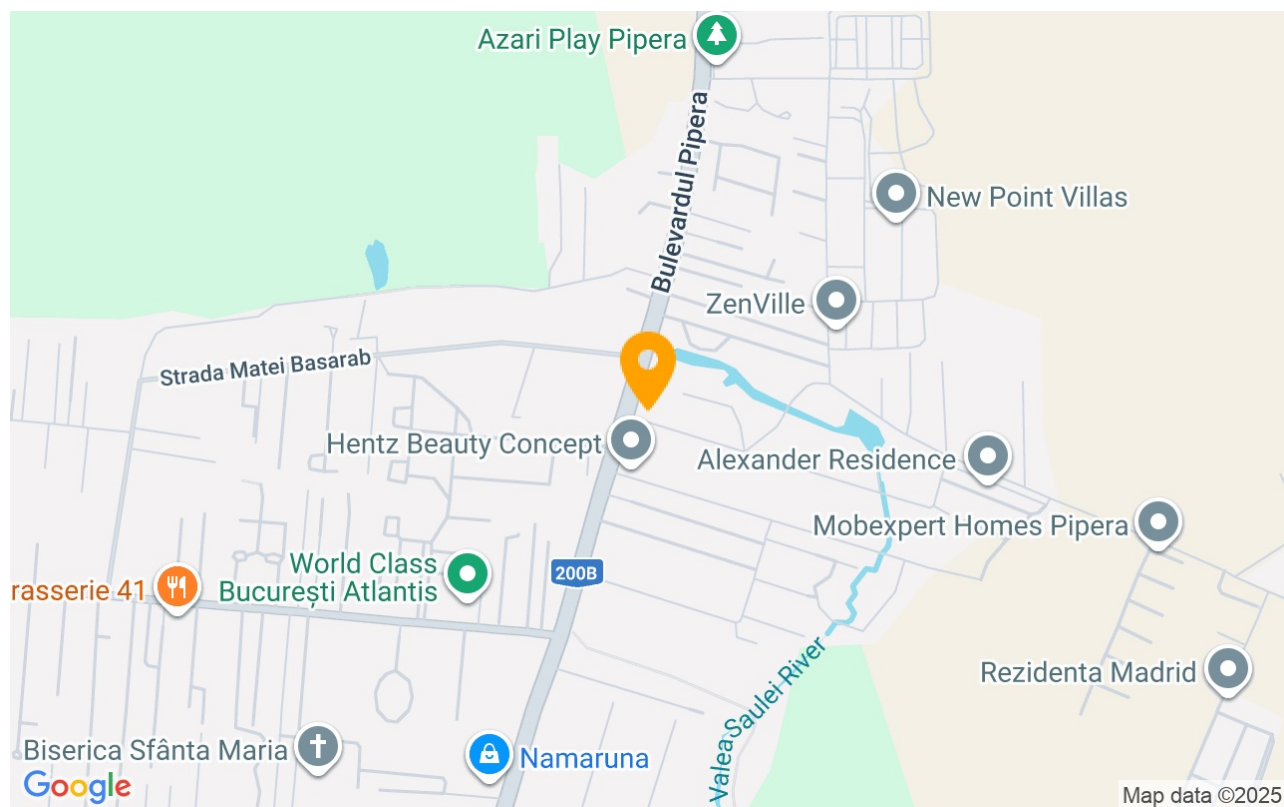 Azari Play Pipera
Bulevardul Pipera
New Point Villas
ZenVille
Strada Matei Basarab
Hentz Beauty Concept
Alexander Residence
Mobexpert Homes Pipera
World Class
București Atlantis
200B
rasserie 41
Valea Saulei River
Rezidenta Madrid
Biserica Sfânta Maria
Namaruna
Google
Map data ©2025